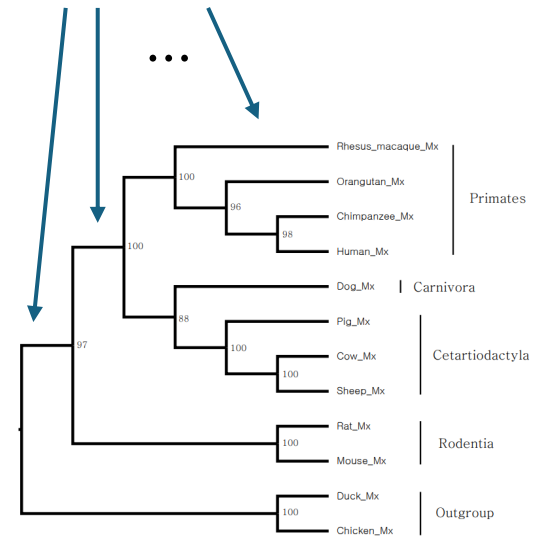 Rhesus_macaque_Mx
100
Orangutan_Mx
Primates
96
Chimpanzee_Mx
98
100
Human_Mx
Dog_Mx
Carnivora
88
Pig_Mx
97
100
Cow_Mx
Cetartiodactyla
100
Sheep_Mx
Rat_Mx
100
Rodentia
Mouse_Mx
Duck_Mx
100
Outgroup
Chicken_Mx